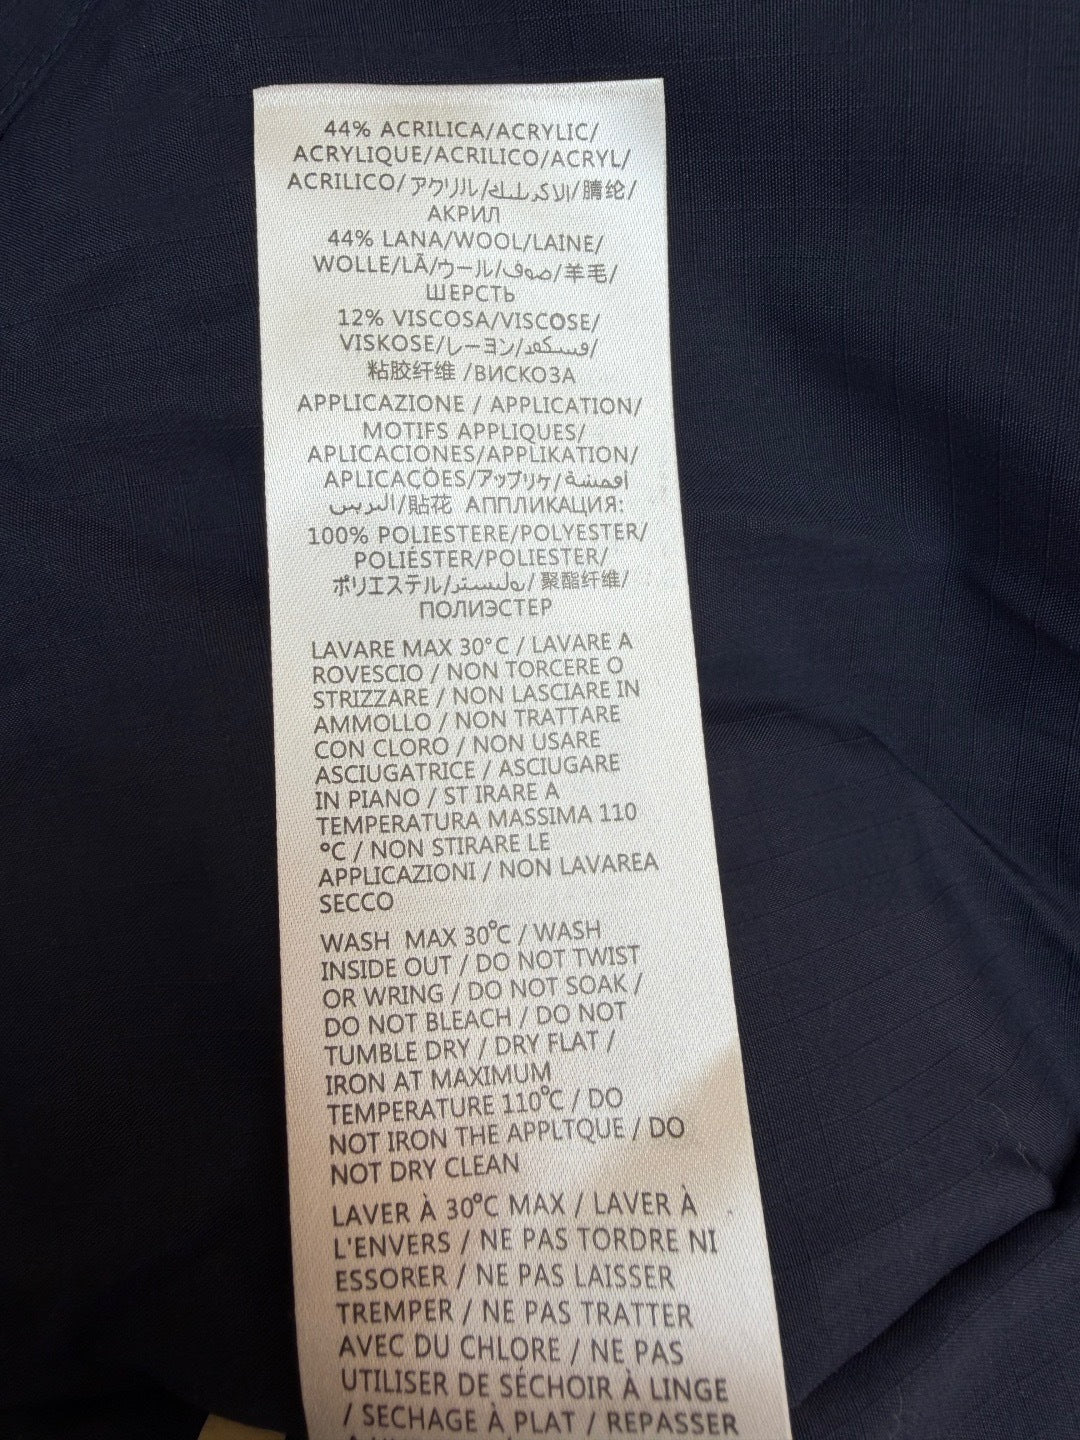 44% ACRILICA/ACRYLIC/
ACRYLIQUE/ACRILICO/ACRYL/
ACRILICO/アクリル/الاكريليك/腈纶/
АКРИЛ
44% LANA/WOOL/LAINE/
WOLLE/LÃ/ウール/صوف/羊毛/
ШЕРСТЬ
12% VISCOSA/VISCOSE/
VISKOSE/レーヨン/فسكوز/
粘胶纤维 /ВИСКОЗА
APPLICAZIONE / APPLICATION/
MOTIFS APPLIQUES/
APLICACIONES/APPLIKATION/
APLICAÇÕES/アップリケ/أقمشة
التريس/貼花 АППЛИКАЦИЯ:
100% POLIESTERE/POLYESTER/
POLIÉSTER/POLIESTER/
ポリエステル/بوليستر/聚酯纤维/
ПОЛИЭСТЕР
LAVARE MAX 30°C / LAVARE A
ROVESCIO / NON TORCERE O
STRIZZARE / NON LASCIARE IN
AMMOLLO / NON TRATTARE
CON CLORO / NON USARE
ASCIUGATRICE / ASCIUGARE
IN PIANO / ST IRARE A
TEMPERATURA MASSIMA 110
°C / NON STIRARE LE
APPLICAZIONI / NON LAVAREA
SECCO
WASH MAX 30°C / WASH
INSIDE OUT / DO NOT TWIST
OR WRING / DO NOT SOAK /
DO NOT BLEACH / DO NOT
TUMBLE DRY / DRY FLAT /
IRON AT MAXIMUM
TEMPERATURE 110°C / DO
NOT IRON THE APPLTQUE / DO
NOT DRY CLEAN
LAVER À 30°C MAX / LAVER À
L'ENVERS / NE PAS TORDRE NI
ESSORER / NE PAS LAISSER
TREMPER / NE PAS TRATTER
AVEC DU CHLORE / NE PAS
UTILISER DE SÉCHOIR À LINGE
/ SECHAGE À PLAT / REPASSER